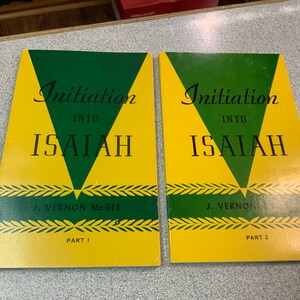 Initiation
INTO
ISAIAH
J. VERNON McGEE
PART 1
Initiation
INTO
ISAIAH
J. VERNON
PART 2